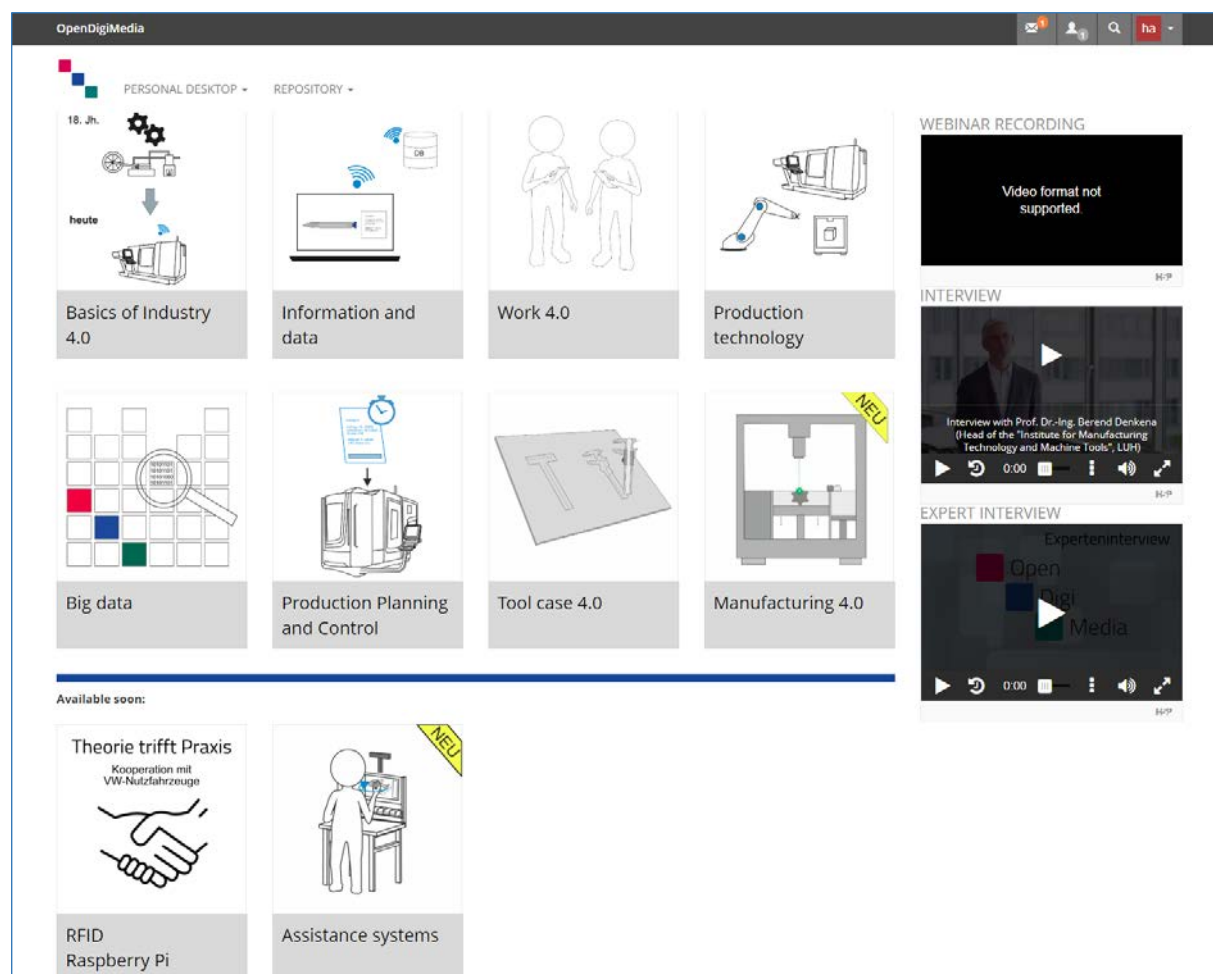 OpenDigiMedia
1
1
ha
PERSONAL DESKTOP
REPOSITORY
18. Jh.
heute
DB
Basics of Industry
4.0
Information and
data
Work 4.0
Production
technology
WEBINAR RECORDING
Video format not
supported.
H-P
INTERVIEW
Interview with Prof. Dr.-Ing. Berend Denkena
(Head of the "Institute for Manufacturing
Technology and Machine Tools", LUH)
0:00
H-P
NEU
Big data
Production Planning
and Control
Tool case 4.0
Manufacturing 4.0
EXPERT INTERVIEW
Experteninterview
Open
Digi
Media
0:00
H-P
Available soon:
Theorie trifft Praxis
Kooperation mit
VW-Nutzfahrzeuge
NEU
RFID
Raspberry Pi
Assistance systems